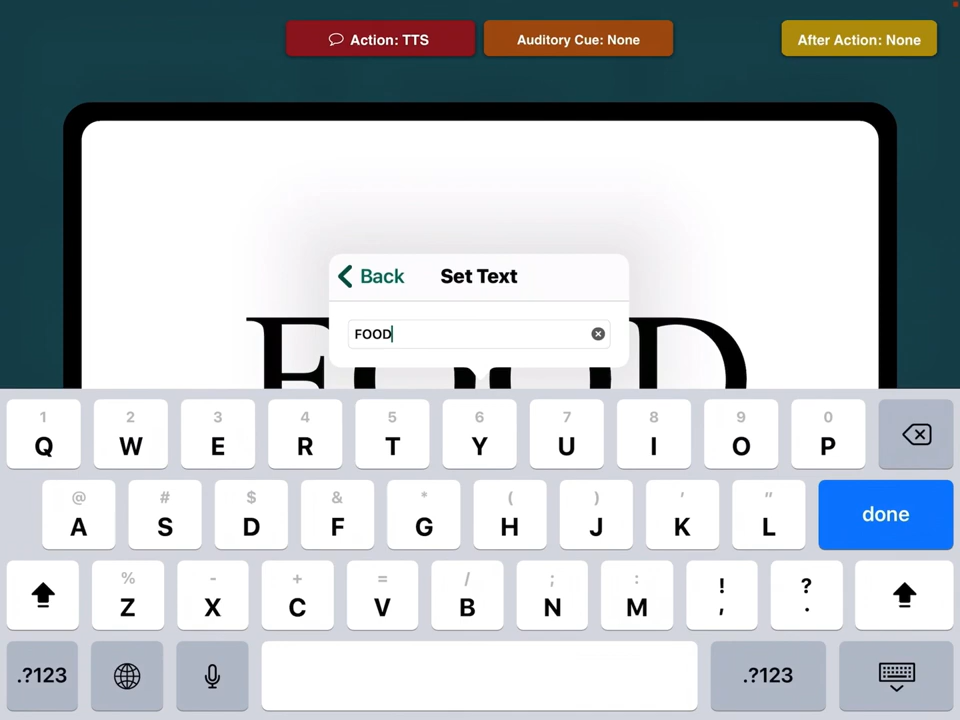 Action: TTS
Auditory Cue: None
After Action: None
Back
Set Text
FOOD
FOOD
1 2 3 4 5 6 7 8 9 0
Q W E R T Y U I O P
@ # $ & * ( ) ' "
A S D F G H J K L done
% - + = / ; : ! ?
Z X C V B N M , .
.?123 .?123